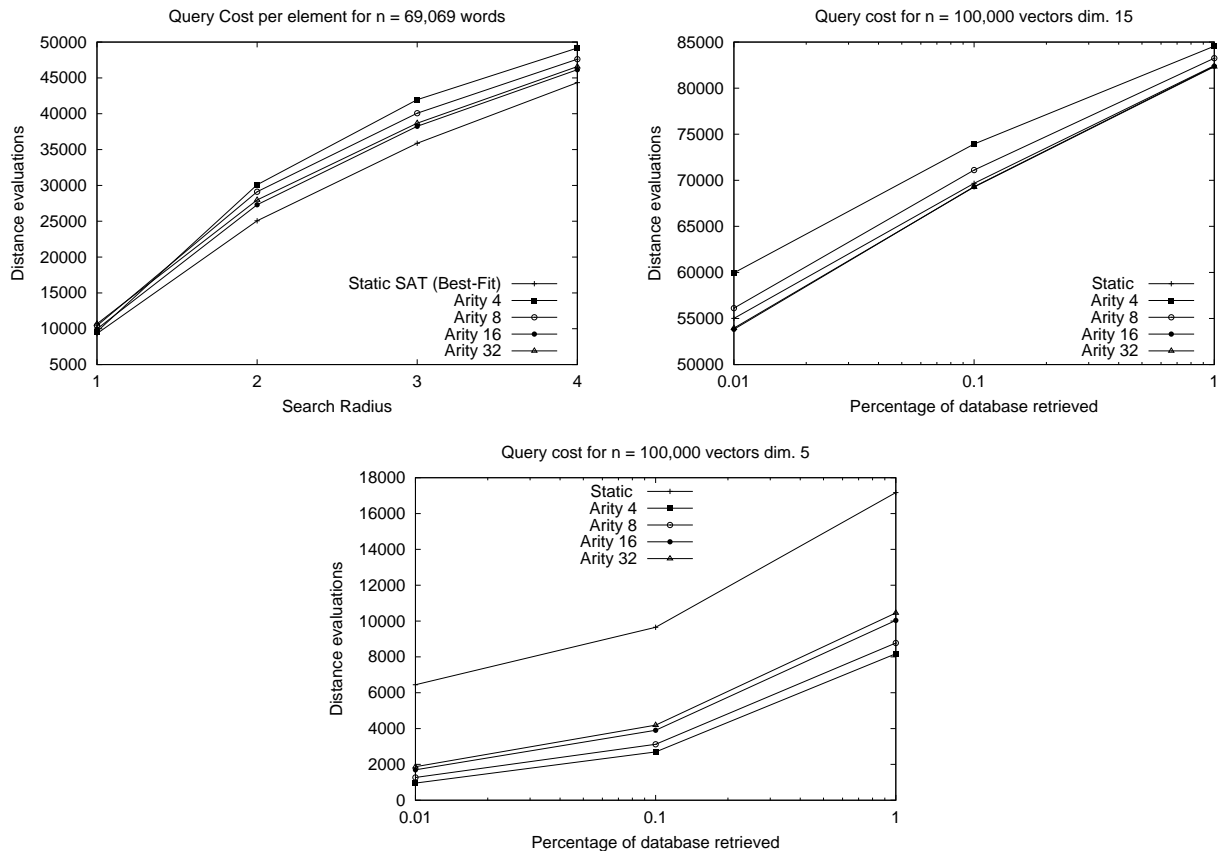 Query Cost per element for n = 69,069 words
50000
45000
40000
35000
30000
25000
20000
15000
10000
5000
Distance evaluations
Static SAT (Best-Fit)
Arity 4
Arity 8
Arity 16
Arity 32
1
2
3
4
Search Radius
Query cost for n = 100,000 vectors dim. 15
85000
80000
75000
70000
65000
60000
55000
50000
Distance evaluations
Static
Arity 4
Arity 8
Arity 16
Arity 32
0.01
0.1
1
Percentage of database retrieved
Query cost for n = 100,000 vectors dim. 5
18000
16000
14000
12000
10000
8000
6000
4000
2000
0
Distance evaluations
Static
Arity 4
Arity 8
Arity 16
Arity 32
0.01
0.1
1
Percentage of database retrieved